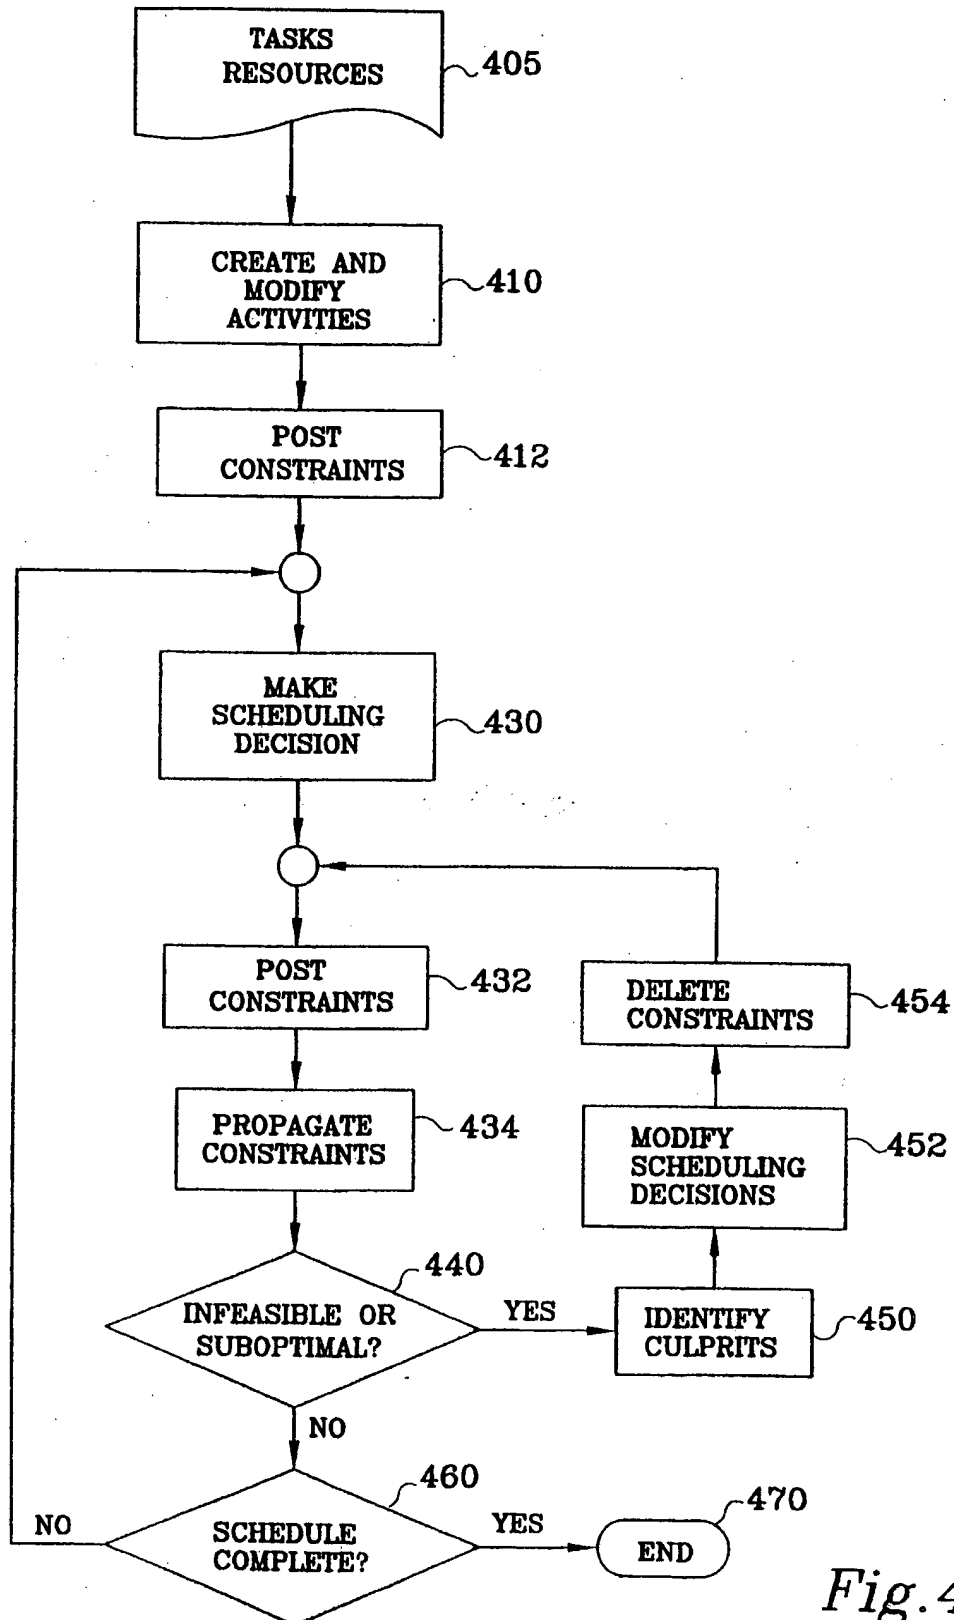 TASKS
RESOURCES
405
CREATE AND
MODIFY
ACTIVITIES
410
POST
CONSTRAINTS
412
MAKE
SCHEDULING
DECISION
430
POST
CONSTRAINTS
432
DELETE
CONSTRAINTS
454
PROPAGATE
CONSTRAINTS
434
MODIFY
SCHEDULING
DECISIONS
452
INFEASIBLE OR
SUBOPTIMAL?
440
YES
IDENTIFY
CULPRITS
450
NO
SCHEDULE
COMPLETE?
460
NO
YES
END
470
Fig. 4